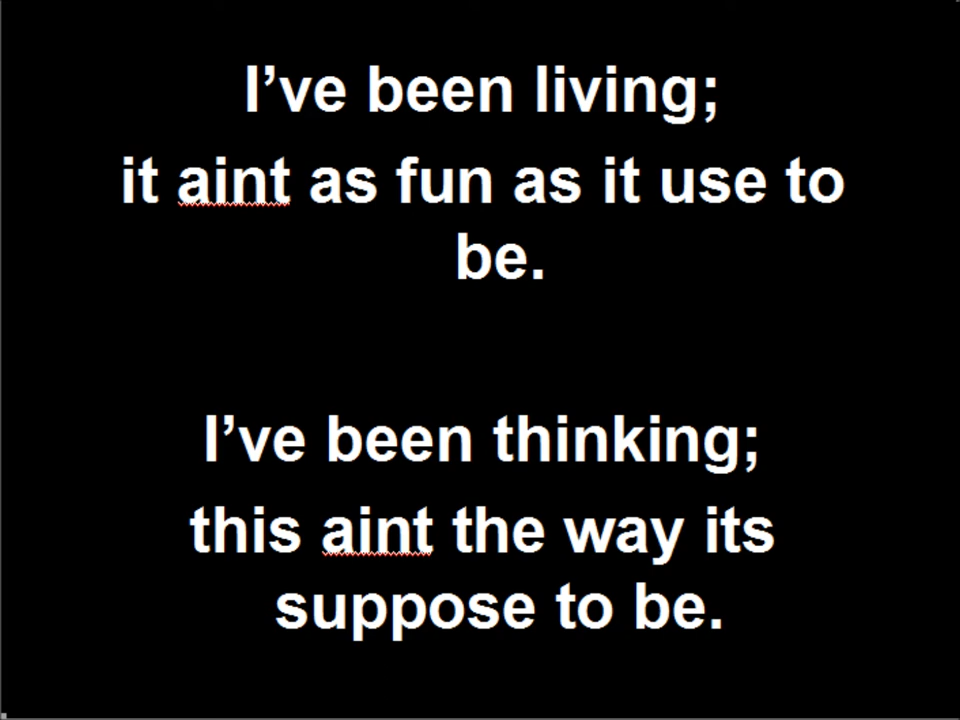 I’ve been living;
it aint as fun as it use to
be.
I’ve been thinking;
this aint the way its
suppose to be.